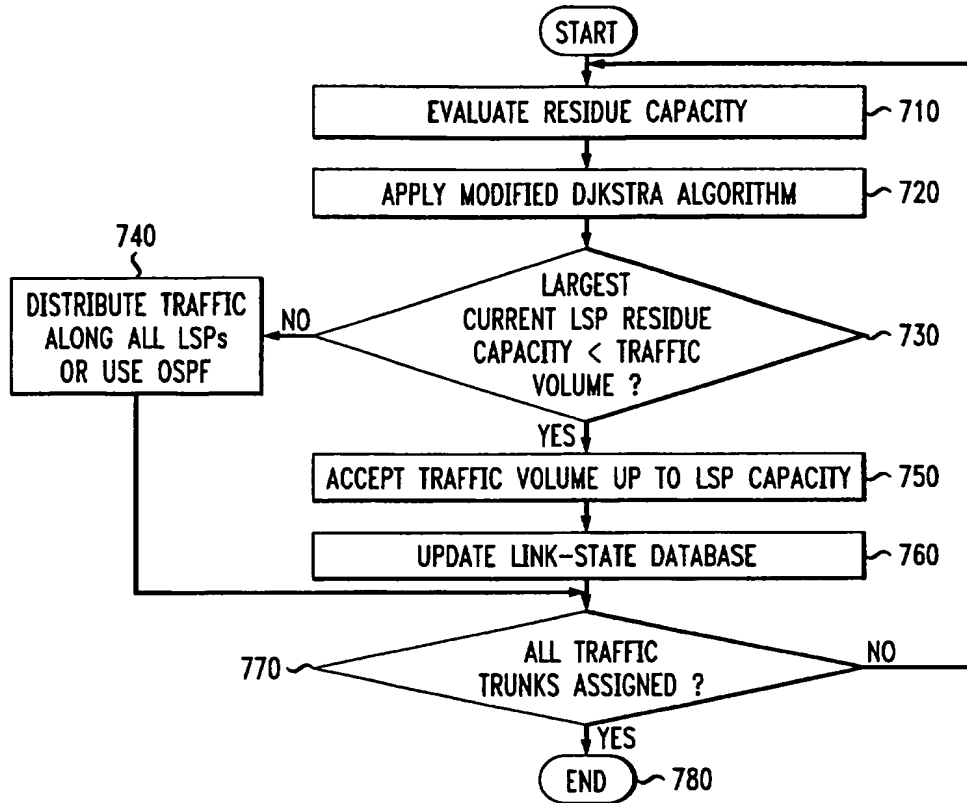 START
EVALUATE RESIDUE CAPACITY
710
APPLY MODIFIED DJKSTRA ALGORITHM
720
740
DISTRIBUTE TRAFFIC
ALONG ALL LSPs
OR USE OSPF
NO
LARGEST
CURRENT LSP RESIDUE
CAPACITY < TRAFFIC
VOLUME ?
730
YES
ACCEPT TRAFFIC VOLUME UP TO LSP CAPACITY
750
UPDATE LINK-STATE DATABASE
760
770
ALL TRAFFIC
TRUNKS ASSIGNED ?
NO
YES
END
780